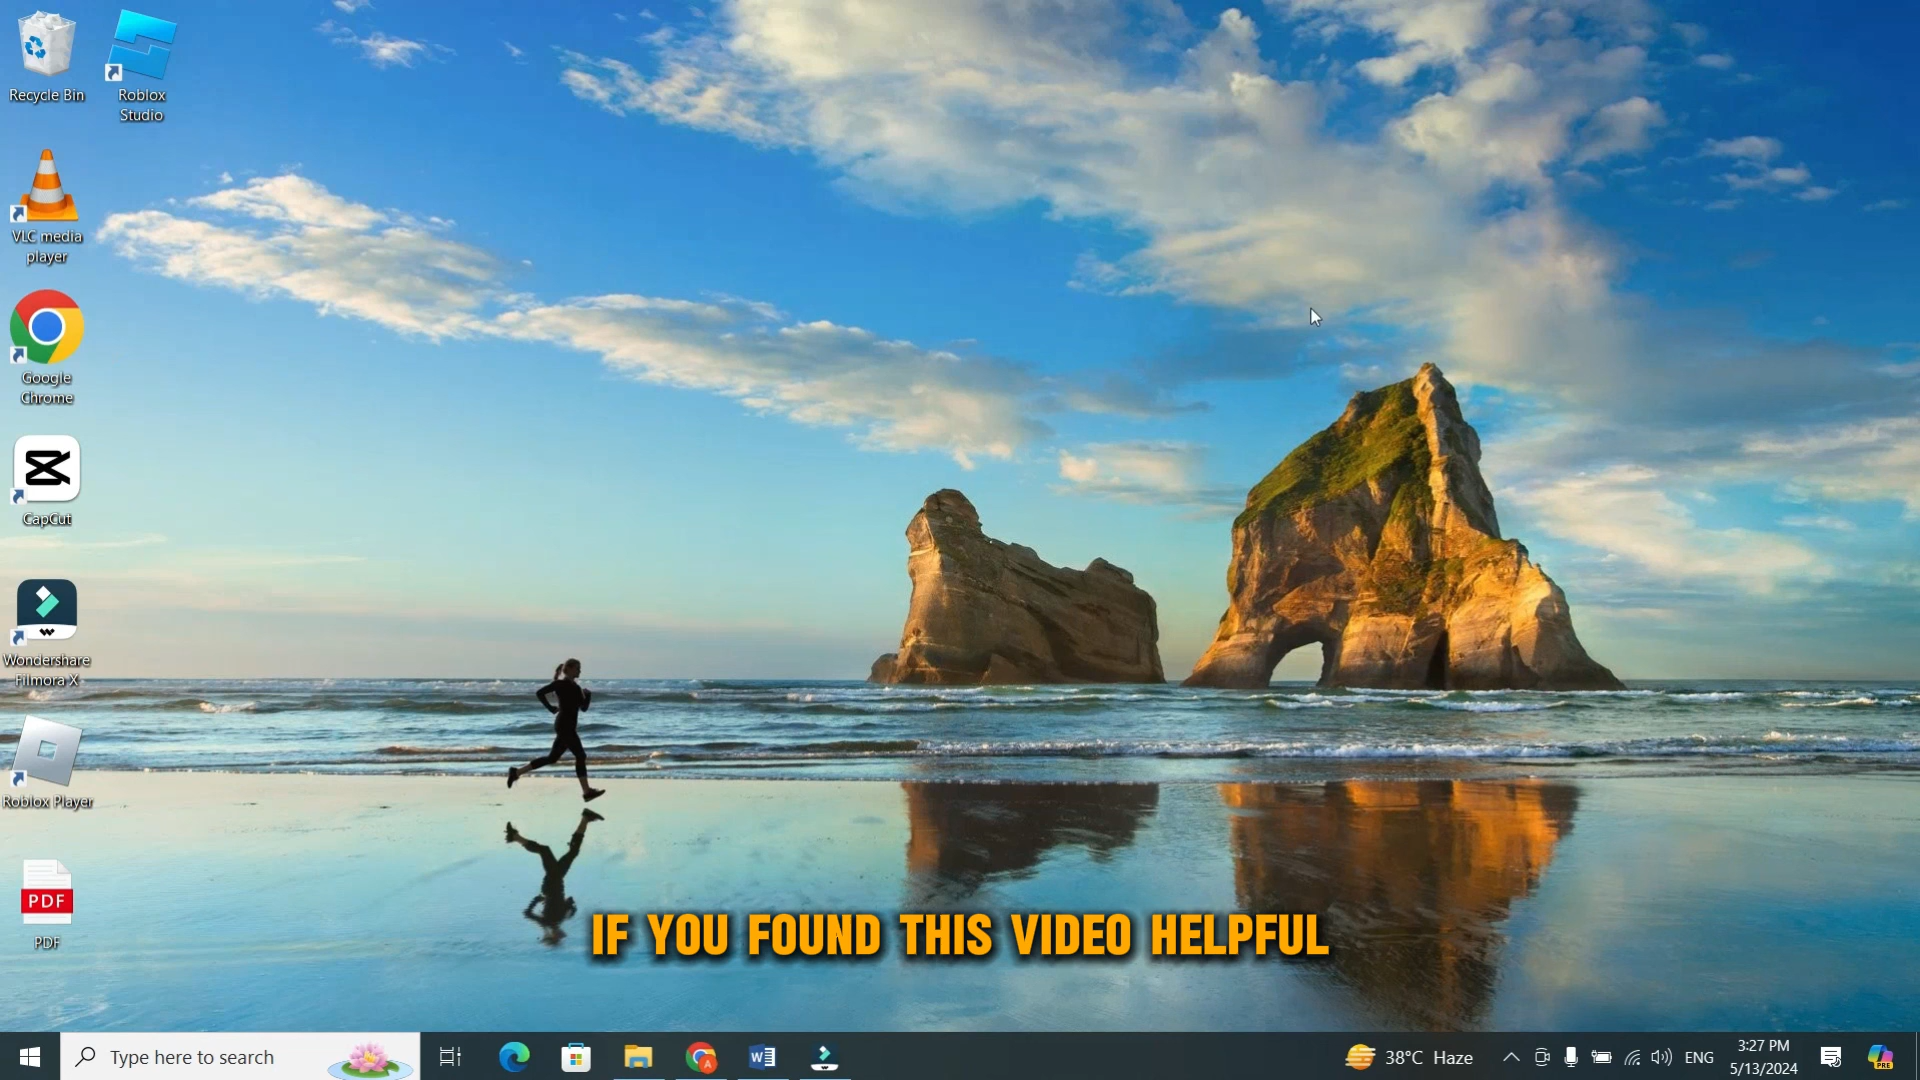 Recycle Bin
Roblox
Studio
VLC media
player
Google
Chrome
CapCut
Wondershare
Filmora X
Roblox Player
PDF
PDF
IF YOU FOUND THIS VIDEO HELPFUL
Type here to search
W
A
38°C Haze
ENG
3:27 PM
5/13/2024
PRE